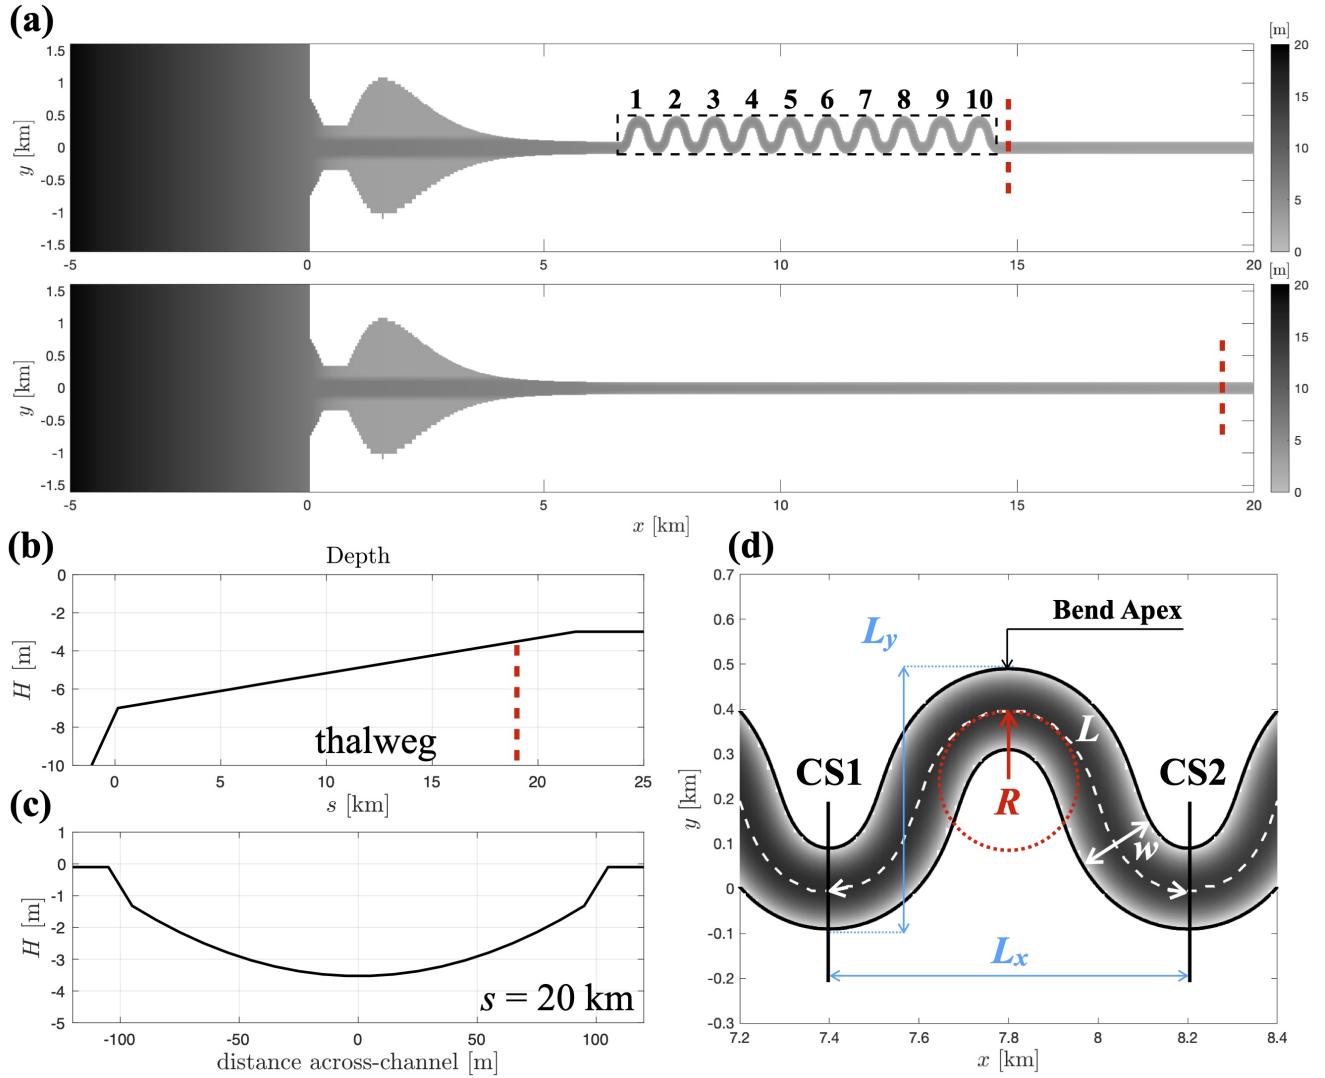 (a)
[m]
1.5
1
0.5
0
-0.5
-1
-1.5
y [km]
1 2 3 4 5 6 7 8 9 10
20
15
10
5
0
-5 0 5 10 15 20
[m]
1.5
1
0.5
0
-0.5
-1
-1.5
y [km]
20
15
10
5
0
-5 0 5 10 15 20
x [km]
(b)
Depth
0
-2
-4
-6
-8
-10
H [m]
thalweg
0 5 10 15 20 25
s [km]
(c)
1
0
-1
-2
-3
-4
-5
H [m]
s = 20 km
-100 -50 0 50 100
distance across-channel [m]
(d)
0.7
0.6
0.5
0.4
0.3
0.2
0.1
0
-0.1
-0.2
-0.3
y [km]
Bend Apex
Ly
L
CS1
CS2
R
w
Lx
7.2 7.4 7.6 7.8 8 8.2 8.4
x [km]